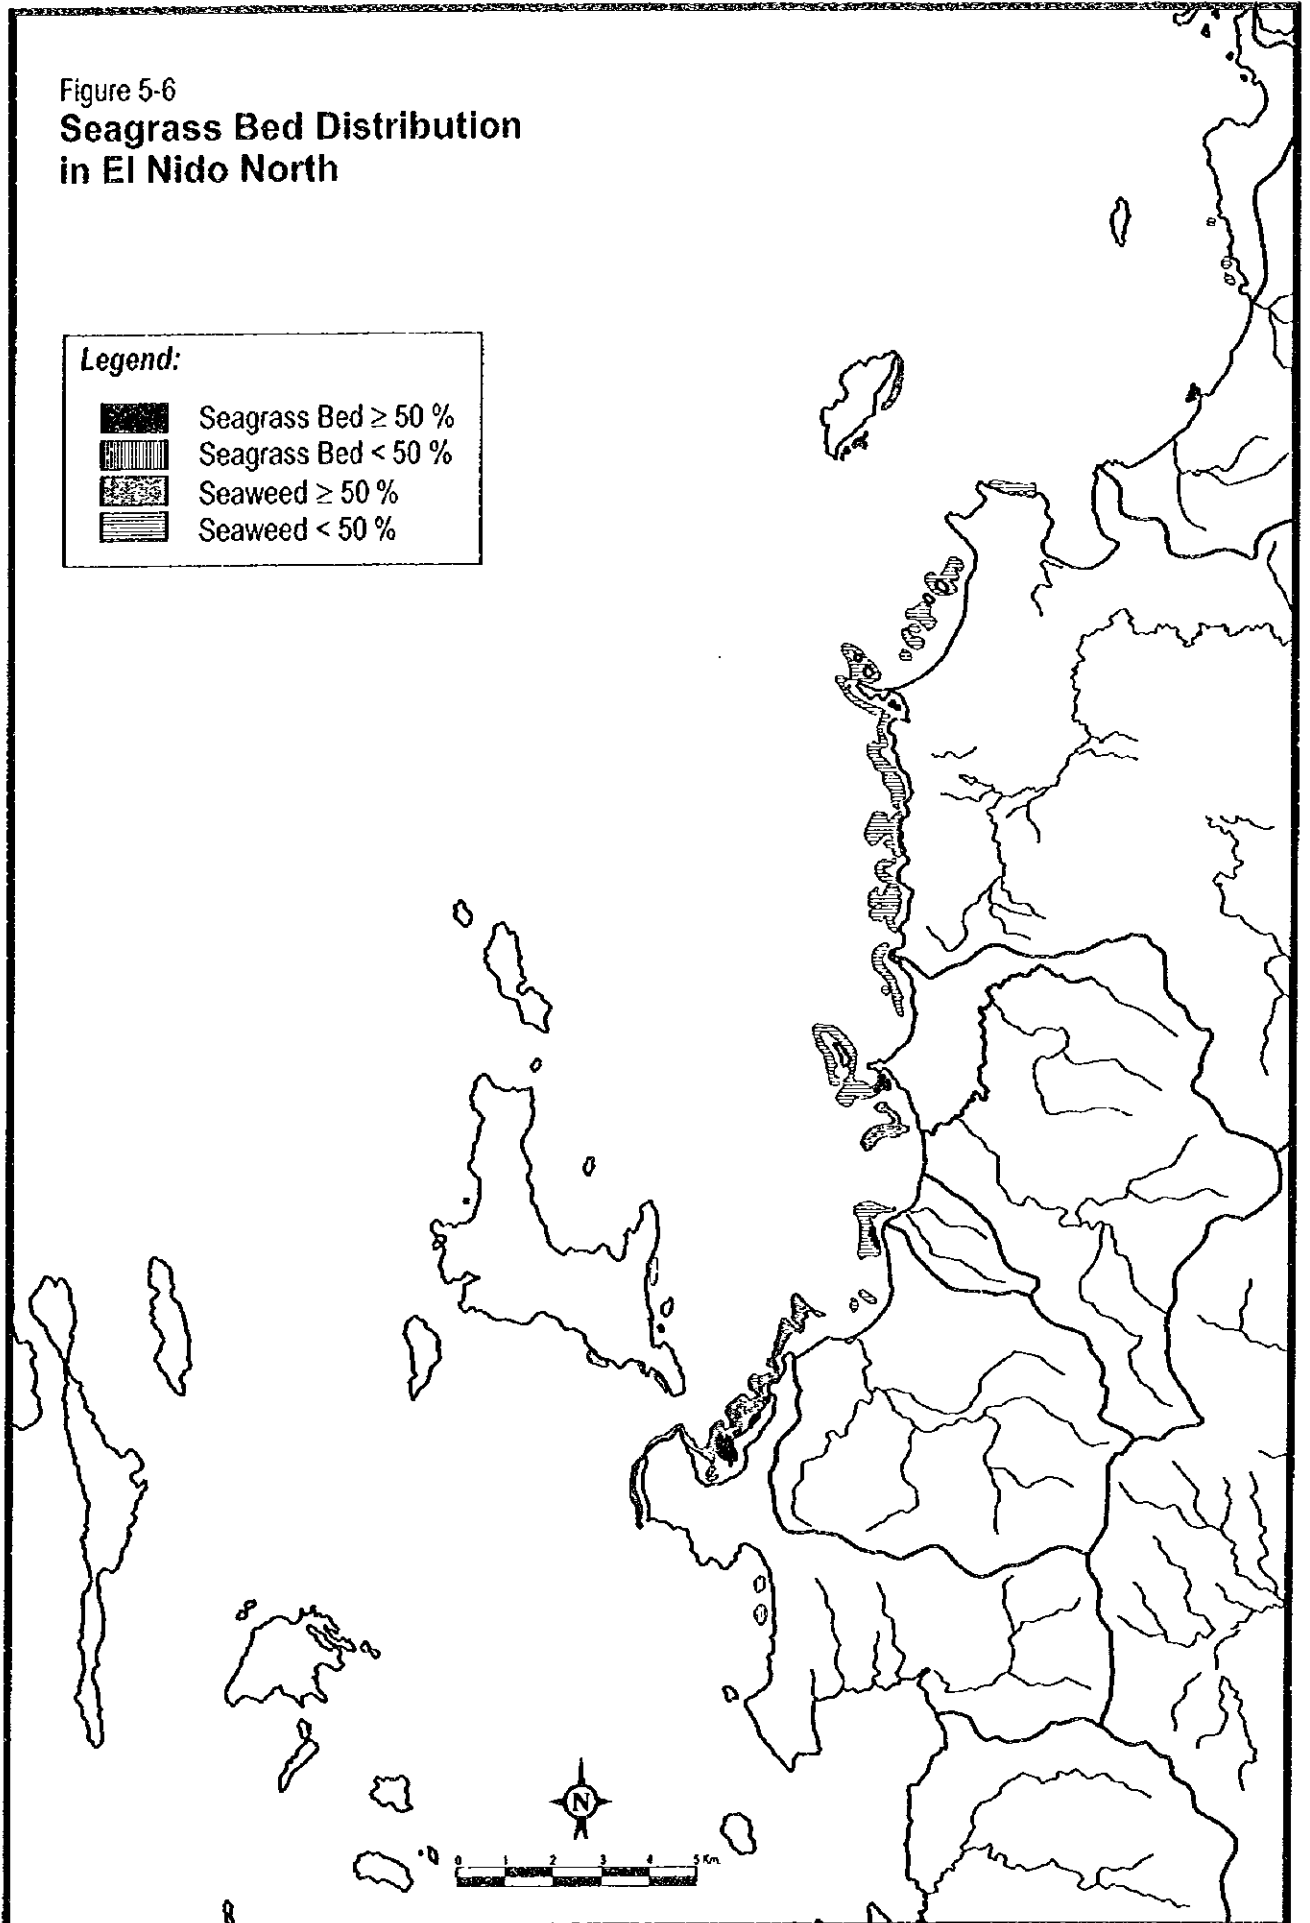 Figure 5-6
Seagrass Bed Distribution
in El Nido North
Legend:
Seagrass Bed ≥ 50 %
Seagrass Bed < 50 %
Seaweed ≥ 50 %
Seaweed < 50 %
N
0 1 2 3 4 5 Km.